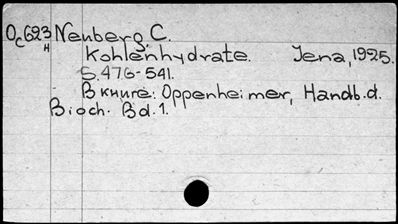 Oc623 Neuberg C.
H
Kohlenhydrate. Jena, 1925.
S. 476-541.
В книге: Oppenheimer, Handb. d.
Bioch. Bd. 1.